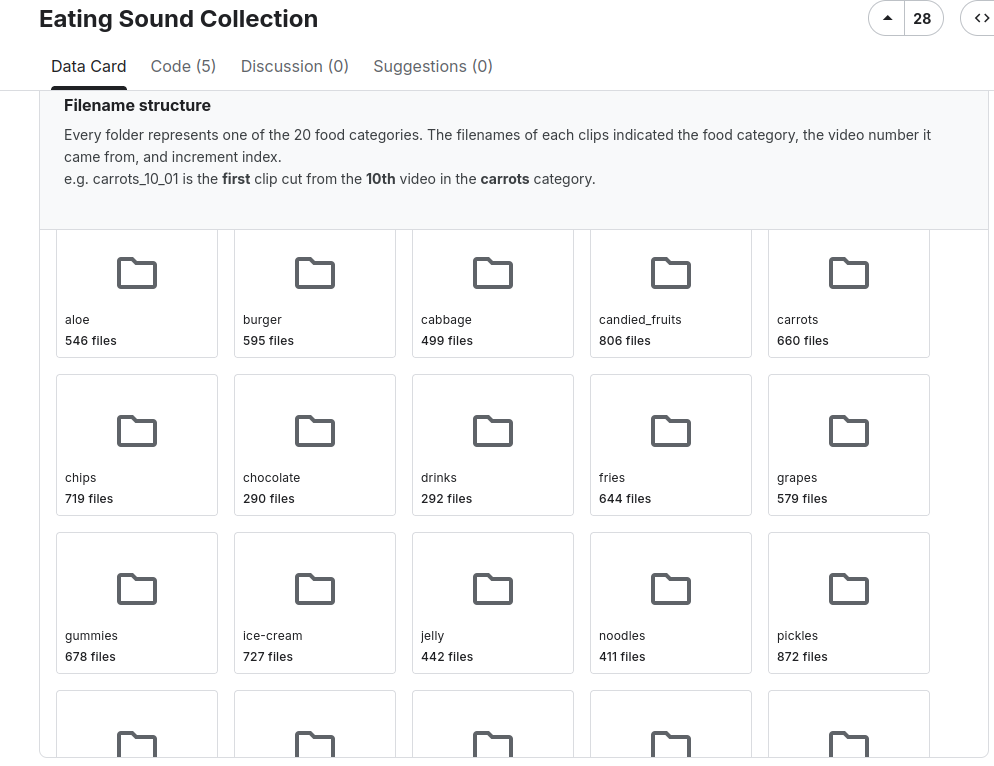 Eating Sound Collection
28
Data Card Code (5) Discussion (0) Suggestions (0)
Filename structure
Every folder represents one of the 20 food categories. The filenames of each clips indicated the food category, the video number it
came from, and increment index.
e.g. carrots_10_01 is the first clip cut from the 10th video in the carrots category.
aloe
546 files
burger
595 files
cabbage
499 files
candied_fruits
806 files
carrots
660 files
chips
719 files
chocolate
290 files
drinks
292 files
fries
644 files
grapes
579 files
gummies
678 files
ice-cream
727 files
jelly
442 files
noodles
411 files
pickles
872 files